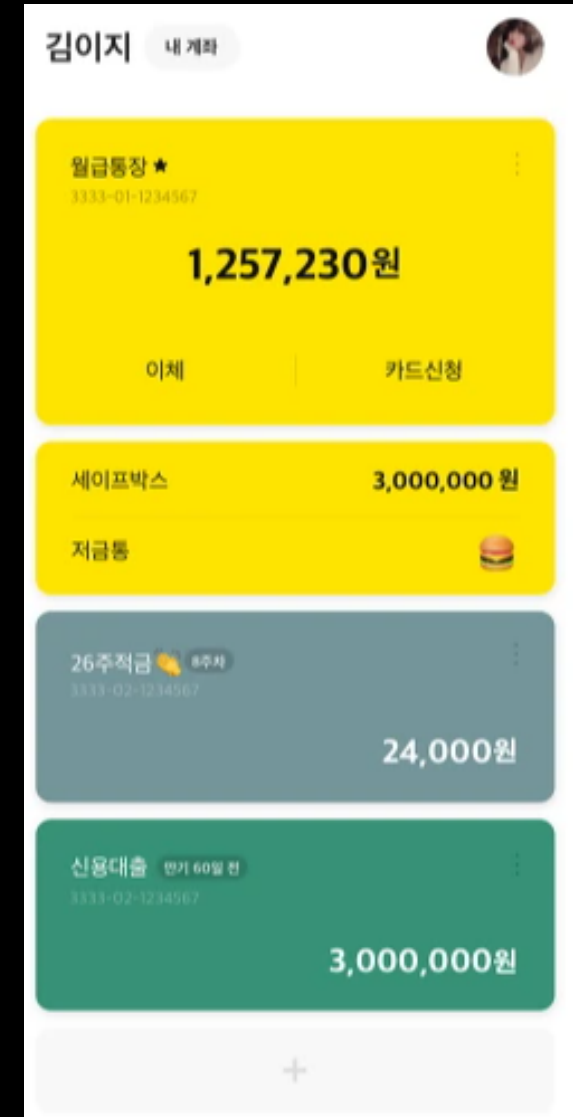 김이지 내 계좌
월급통장 ★
3333-01-1234567
1,257,230원
이체 카드신청
세이프박스 3,000,000 원
저금통
26주적금 8주차
3333-02-1234567
24,000원
신용대출 만기 60일 전
3333-02-1234567
3,000,000원
+